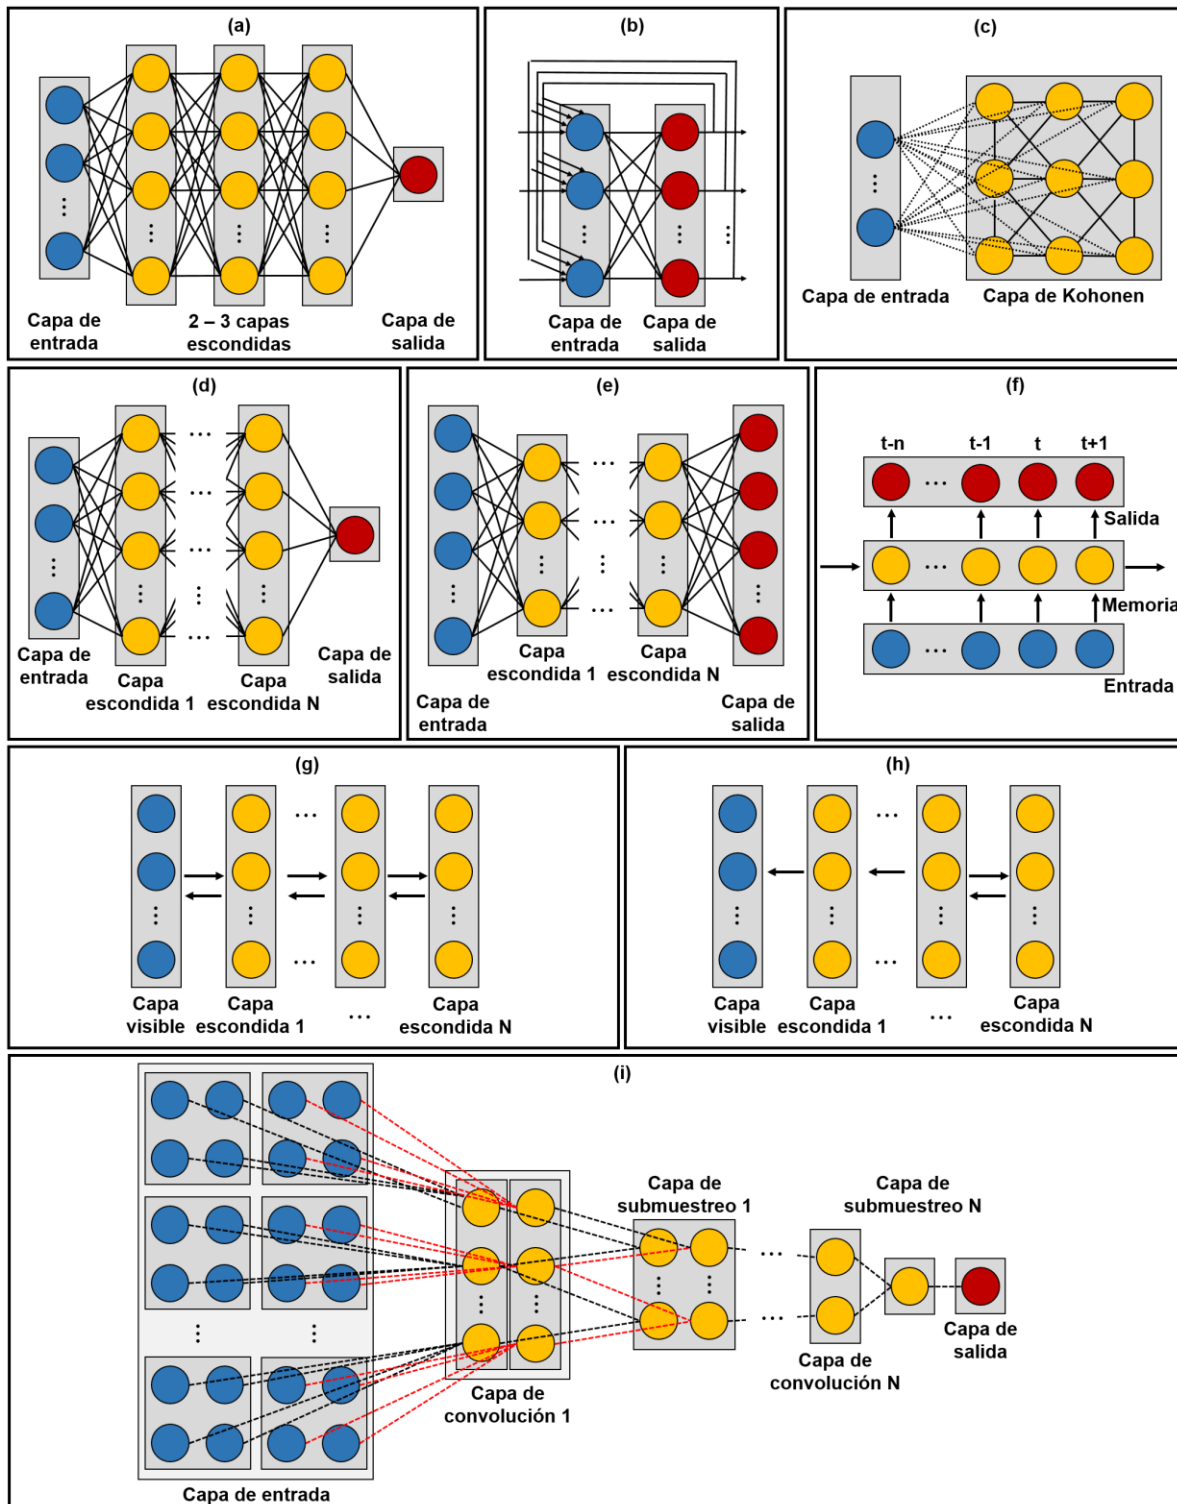 (a)
Capa de
entrada
2 – 3 capas
escondidas
Capa de
salida
(b)
Capa de
entrada
Capa de
salida
(c)
Capa de entrada
Capa de Kohonen
(d)
Capa de
entrada
Capa
escondida 1
Capa
escondida N
Capa de
salida
(e)
Capa de
entrada
Capa
escondida 1
Capa
escondida N
Capa de
salida
(f)
t-n
t-1
t
t+1
Salida
Memoria
Entrada
(g)
Capa
visible
Capa
escondida 1
...
Capa
escondida N
(h)
Capa
visible
Capa
escondida 1
...
Capa
escondida N
(i)
Capa de entrada
Capa de
convolución 1
Capa de
submuestreo 1
Capa de
convolución N
Capa de
submuestreo N
Capa de
salida